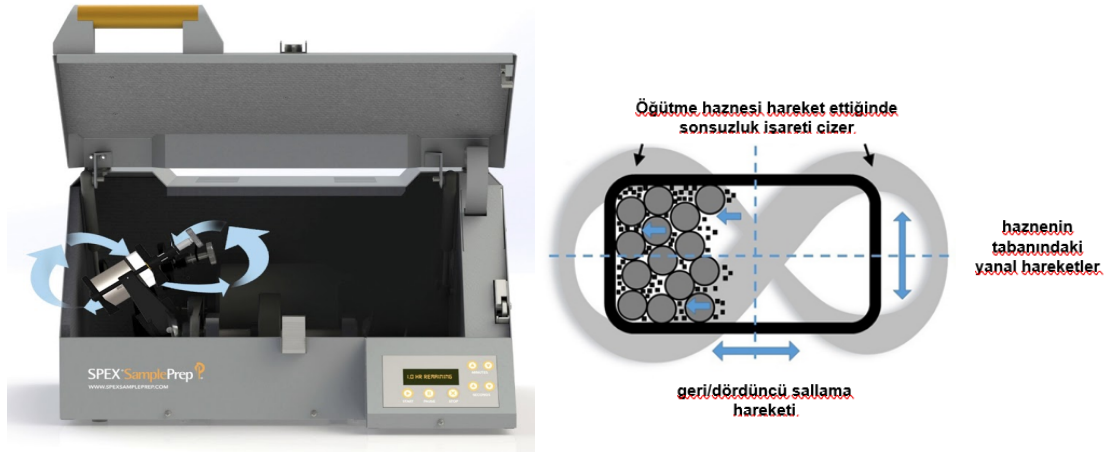 SPEX SamplePrep
WWW.SPEXSAMPLEPREP.COM
1.0 HR REMAINING
Öğütme haznesi hareket ettiğinde
sonsuzluk işareti çizer
haznenin
tabanındaki
yanal hareketler
geri/dördüncü sallama
hareketi